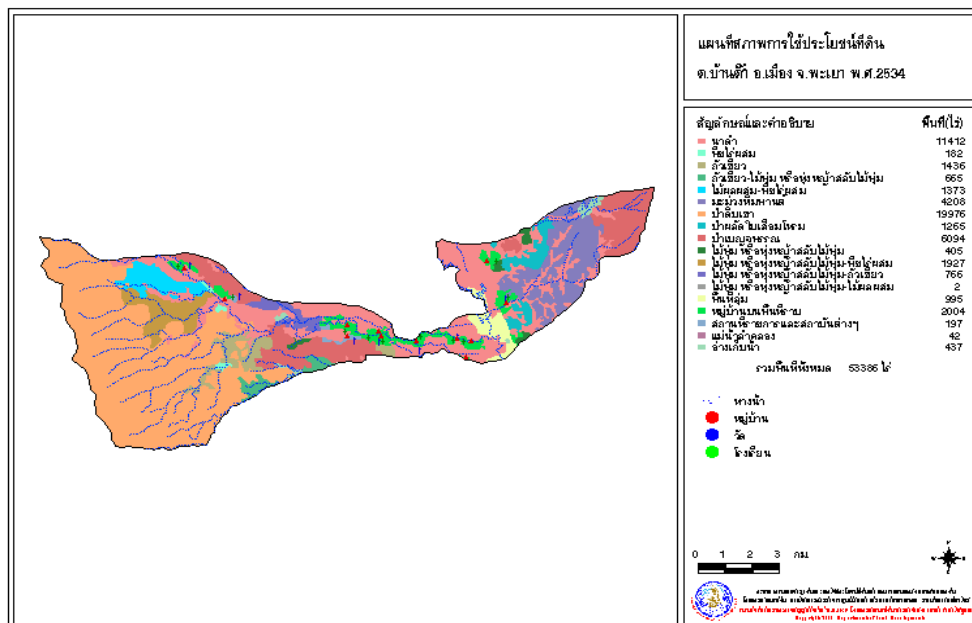 แผนที่สภาพการใช้ประโยชน์ที่ดิน
ต.บ้านต๊ำ อ.เมือง จ.พะเยา พ.ศ.2534
สัญลักษณ์และคำอธิบาย พื้นที่(ไร่)
นาดำ 11412
พืชไร่ผสม 182
ถั่วเขียว 1436
ถั่วเขียว-ไม้พุ่ม หรือทุ่งหญ้าสลับไม้พุ่ม 665
ไม้ผลผสม-พืชไร่ผสม 1373
มะม่วงหิมพานต์ 4208
ป่าดิบเขา 19976
ป่าผลัดใบเสื่อมโทรม 1265
ป่าเบญจพรรณ 6094
ไม้พุ่ม หรือทุ่งหญ้าสลับไม้พุ่ม 405
ไม้พุ่ม หรือทุ่งหญ้าสลับไม้พุ่ม-พืชไร่ผสม 1927
ไม้พุ่ม หรือทุ่งหญ้าสลับไม้พุ่ม-ถั่วเขียว 766
ไม้พุ่ม หรือทุ่งหญ้าสลับไม้พุ่ม-ไม้ผลผสม 2
พื้นที่ลุ่ม 995
หมู่บ้านบนพื้นที่ราบ 2004
สถานที่ราชการและสถาบันต่างๆ 197
แม่น้ำลำคลอง 42
อ่างเก็บน้ำ 437
รวมพื้นที่ทั้งหมด 53386 ไร่
ทางน้ำ
หมู่บ้าน
วัด
โรงเรียน
0 1 2 3 กม.